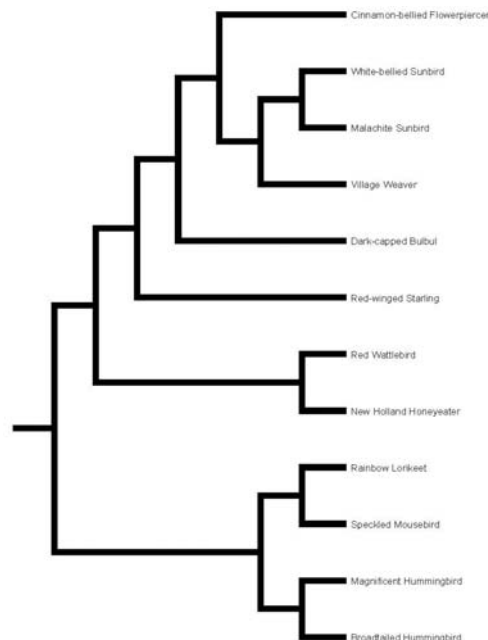 Cinnamon-bellied Flowerpiercer
White-bellied Sunbird
Malachite Sunbird
Village Weaver
Dark-capped Bulbul
Red-winged Starling
Red Wattlebird
New Holland Honeyeater
Rainbow Lorikeet
Speckled Mousebird
Magnificent Hummingbird
Broadtailed Hummingbird